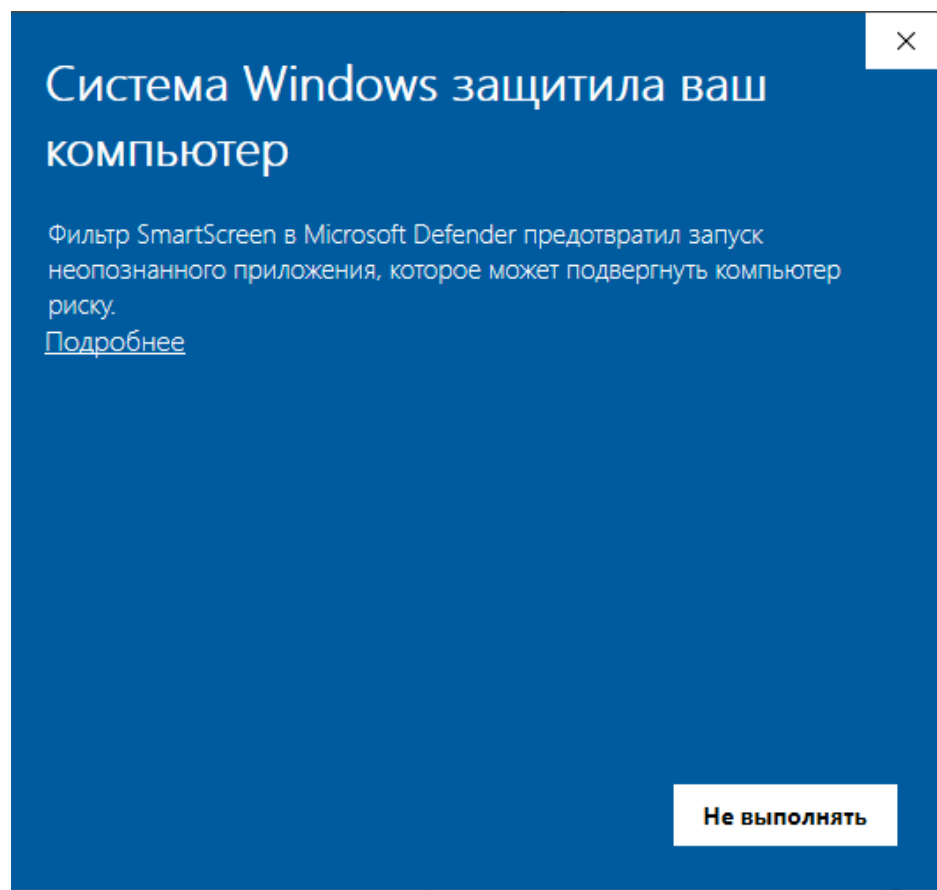 Система Windows защитила ваш
компьютер
Фильтр SmartScreen в Microsoft Defender предотвратил запуск
неопознанного приложения, которое может подвергнуть компьютер
риску.
Подробнее
Не выполнять